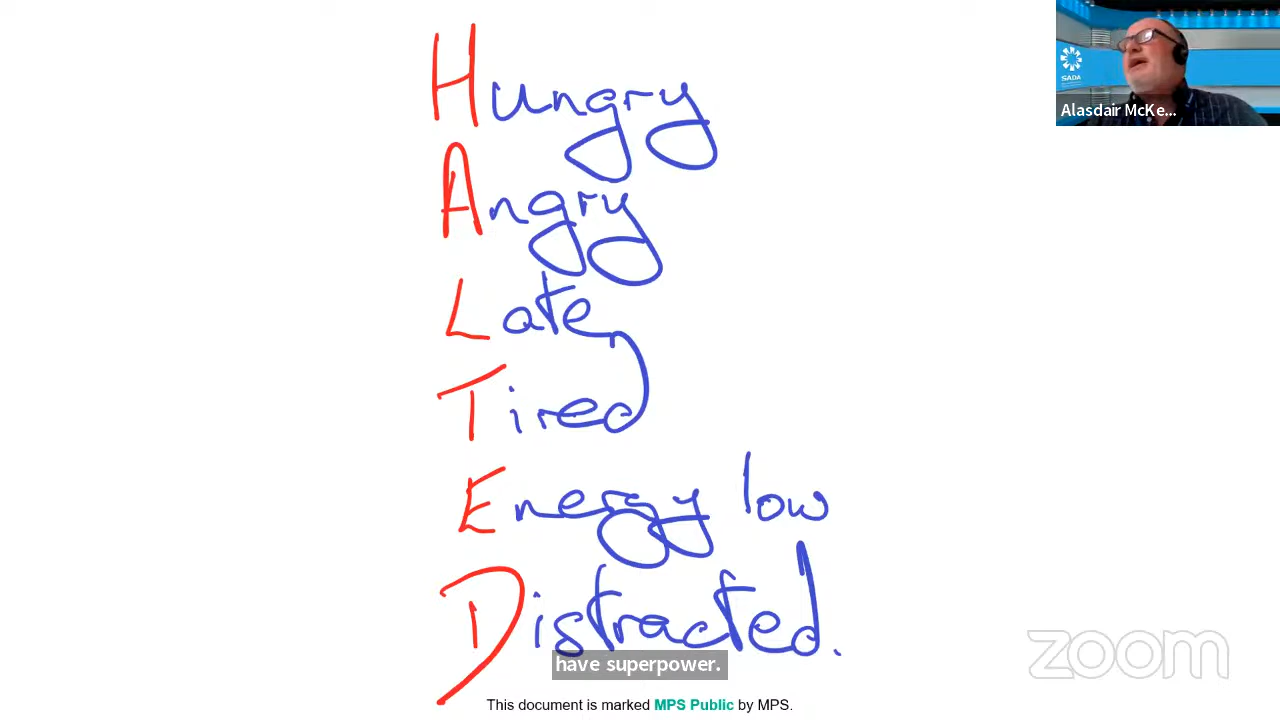 Hungry
Angry
Late
Tired
Energy low
Distracted.
have superpower.
This document is marked MPS Public by MPS.
SADA
Alasdair McKe...
zoom